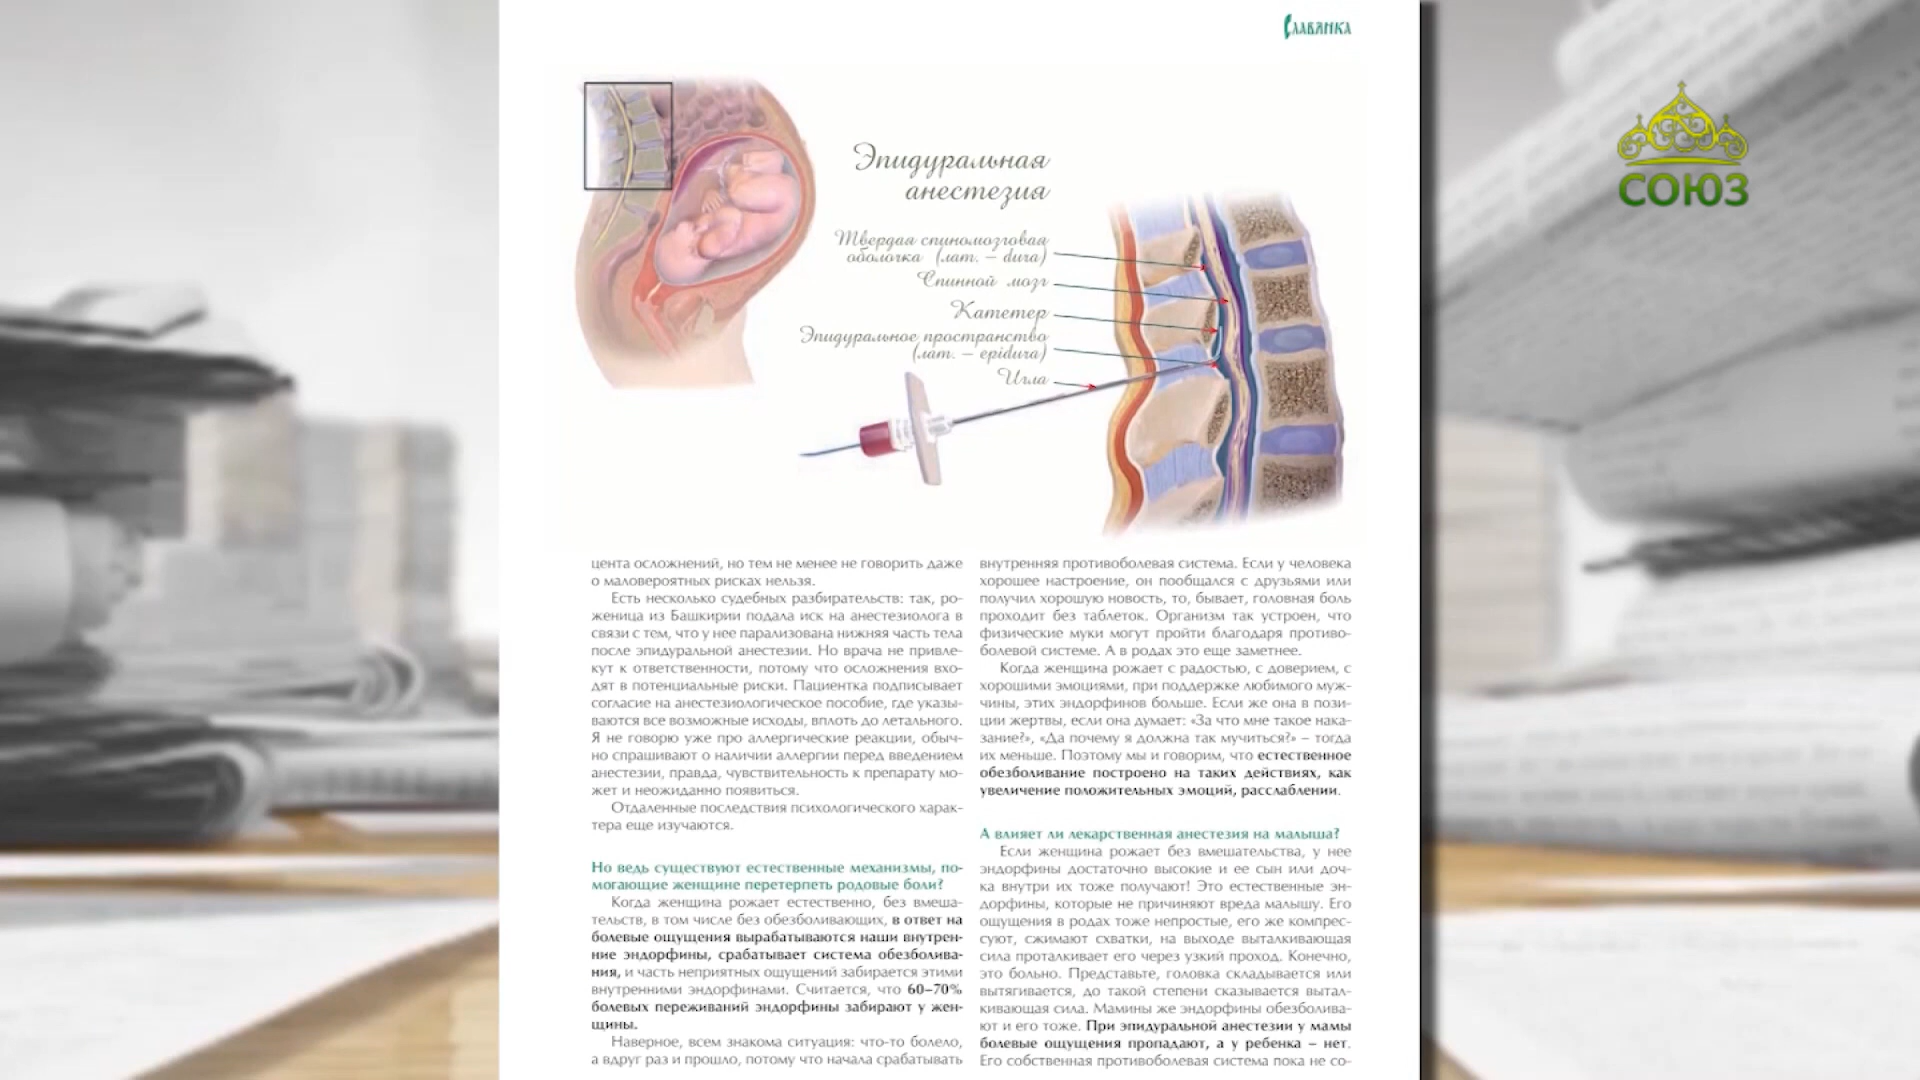 Славянка
СОЮЗ
Эпидуральная
анестезия
Твердая спиномозговая
оболочка (лат. – dura)
Спинной мозг
Катетер
Эпидуральное пространство
(лат. – epidura)
Игла
цента осложнений, но тем не менее не говорить даже
о маловероятных рисках нельзя.
Есть несколько судебных разбирательств: так, ро-
женица из Башкирии подала иск на анестезиолога в
связи с тем, что у нее парализована нижняя часть тела
после эпидуральной анестезии. Но врача не привле-
кут к ответственности, потому что осложнения вхо-
дят в потенциальные риски. Пациентка подписывает
согласие на анестезиологическое пособие, где указы-
ваются все возможные исходы, вплоть до летального.
Я не говорю уже про аллергические реакции, обыч-
но спрашивают о наличии аллергии перед введением
анестезии, правда, чувствительность к препарату мо-
жет и неожиданно появиться.
Отдаленные последствия психологического харак-
тера еще изучаются.
Но ведь существуют естественные механизмы, по-
могающие женщине перетерпеть родовые боли?
Когда женщина рожает естественно, без вмеша-
тельств, в том числе без обезболивающих, в ответ на
болевые ощущения вырабатываются наши внутрен-
ние эндорфины, срабатывает система обезболива-
ния, и часть неприятных ощущений забирается этими
внутренними эндорфинами. Считается, что 60–70%
болевых переживаний эндорфины забирают у жен-
щины.
Наверное, всем знакома ситуация: что-то болело,
а вдруг раз и прошло, потому что начала срабатывать
внутренняя противоболевая система. Если у человека
хорошее настроение, он пообщался с друзьями или
получил хорошую новость, то, бывает, головная боль
проходит без таблеток. Организм так устроен, что
физические муки могут пройти благодаря противо-
болевой системе. А в родах это еще заметнее.
Когда женщина рожает с радостью, с доверием, с
хорошими эмоциями, при поддержке любимого муж-
чины, этих эндорфинов больше. Если же она в пози-
ции жертвы, если она думает: «За что мне такое нака-
зание?», «Да почему я должна так мучиться?» – тогда
их меньше. Поэтому мы и говорим, что естественное
обезболивание построено на таких действиях, как
увеличение положительных эмоций, расслаблении.
А влияет ли лекарственная анестезия на малыша?
Если женщина рожает без вмешательства, у нее
эндорфины достаточно высокие и ее сын или доч-
ка внутри их тоже получают! Это естественные эн-
дорфины, которые не причиняют вреда малышу. Его
ощущения в родах тоже непростые, его же компрес-
суют, сжимают схватки, на выходе выталкивающая
сила проталкивает его через узкий проход. Конечно,
это больно. Представьте, головка складывается или
вытягивается, до такой степени сказывается вытал-
кивающая сила. Мамины же эндорфины обезболива-
ют и его тоже. При эпидуральной анестезии у мамы
болевые ощущения пропадают, а у ребенка – нет.
Его собственная противоболевая система пока не со-